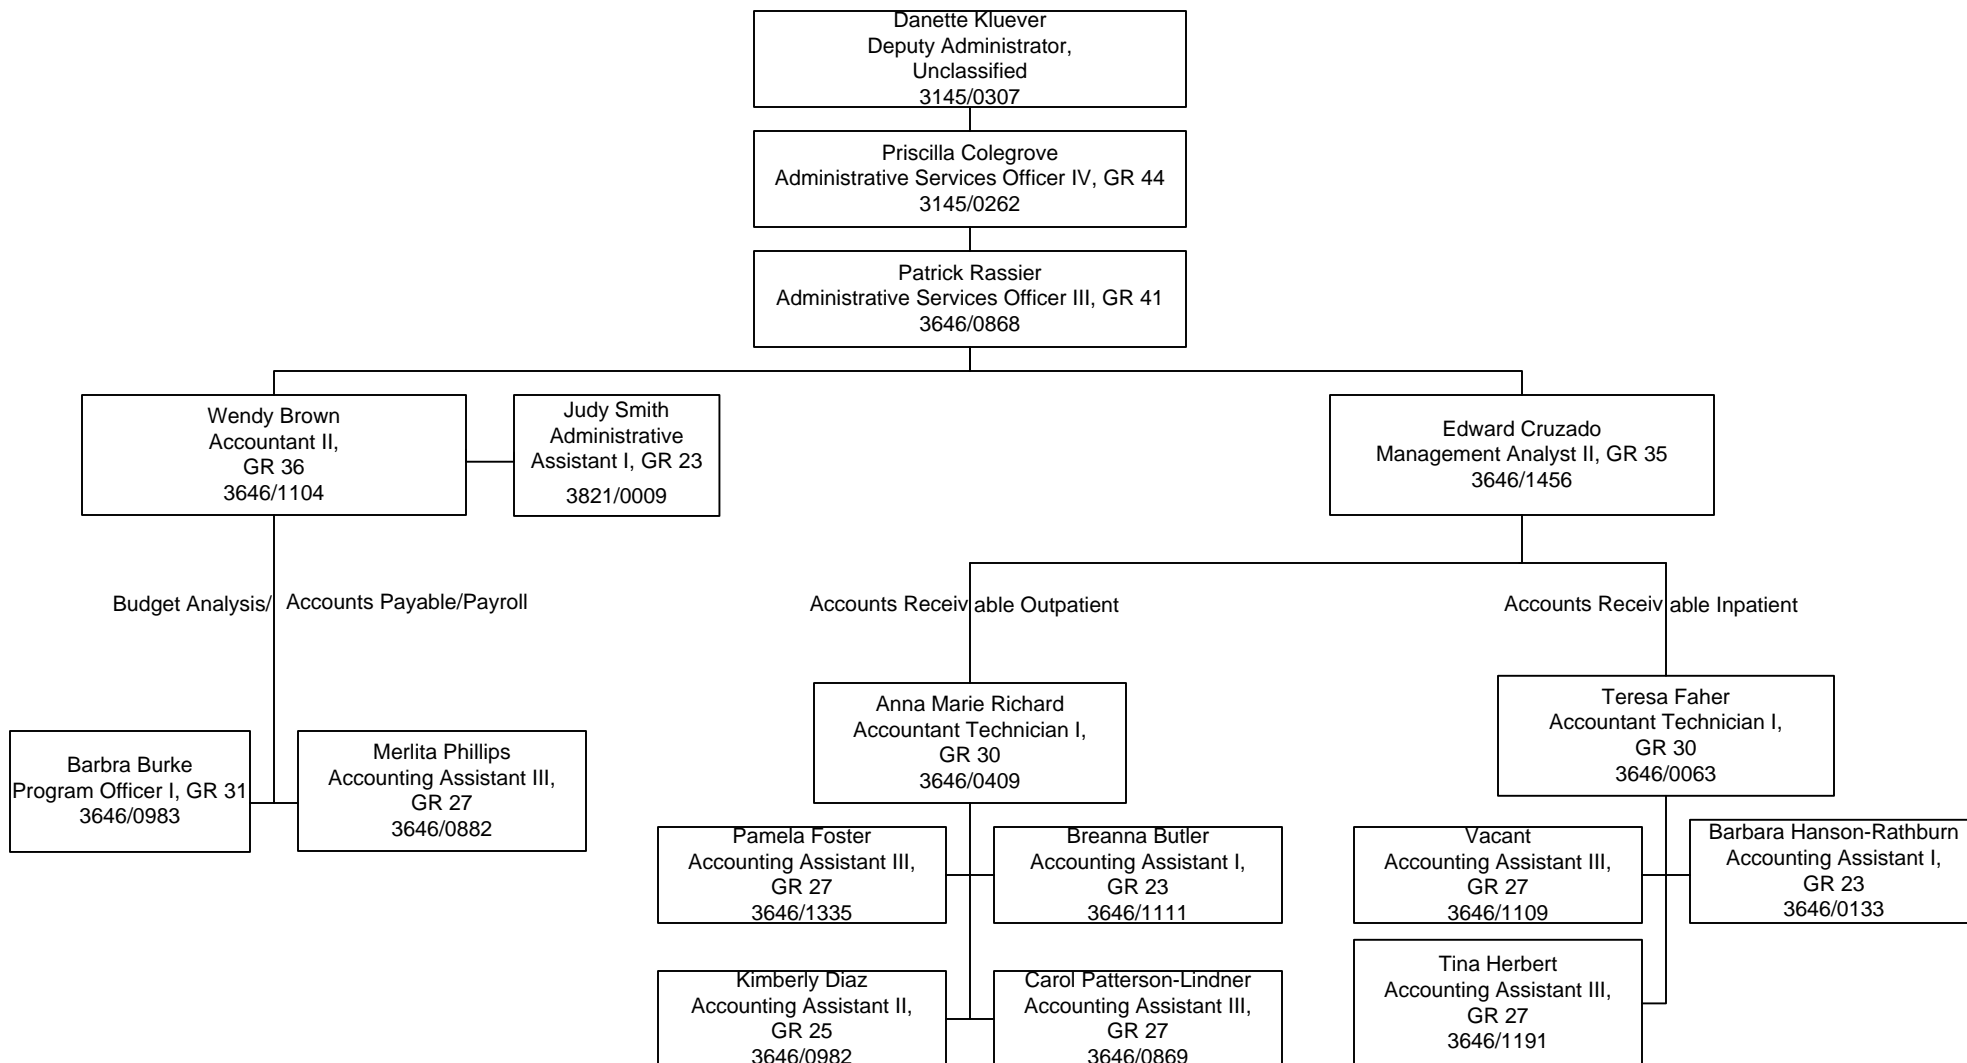 Danette Kluever
Deputy Administrator,
Unclassified
3145/0307
Priscilla Colegrove
Administrative Services Officer IV, GR 44
3145/0262
Patrick Rassier
Administrative Services Officer III, GR 41
3646/0868
Wendy Brown
Accountant II,
GR 36
3646/1104
Judy Smith
Administrative
Assistant I, GR 23
3821/0009
Edward Cruzado
Management Analyst II, GR 35
3646/1456
Budget Analysis/ Accounts Payable/Payroll
Accounts Receivable Outpatient
Accounts Receivable Inpatient
Barbra Burke
Program Officer I, GR 31
3646/0983
Merlita Phillips
Accounting Assistant III,
GR 27
3646/0882
Anna Marie Richard
Accountant Technician I,
GR 30
3646/0409
Teresa Faher
Accountant Technician I,
GR 30
3646/0063
Pamela Foster
Accounting Assistant III,
GR 27
3646/1335
Breanna Butler
Accounting Assistant I,
GR 23
3646/1111
Vacant
Accounting Assistant III,
GR 27
3646/1109
Barbara Hanson-Rathburn
Accounting Assistant I,
GR 23
3646/0133
Kimberly Diaz
Accounting Assistant II,
GR 25
3646/0982
Carol Patterson-Lindner
Accounting Assistant III,
GR 27
3646/0869
Tina Herbert
Accounting Assistant III,
GR 27
3646/1191